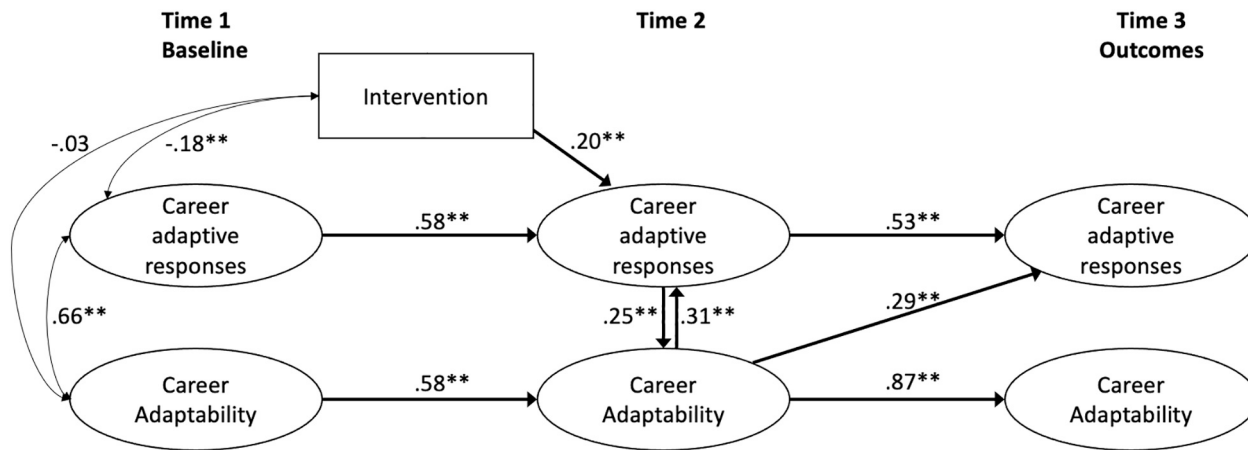 Time 1
Baseline
Time 2
Time 3
Outcomes
Intervention
-.03
-.18**
.20**
Career
adaptive
responses
.58**
Career
adaptive
responses
.53**
Career
adaptive
responses
.66**
.25**
.31**
.29**
Career
Adaptability
.58**
Career
Adaptability
.87**
Career
Adaptability